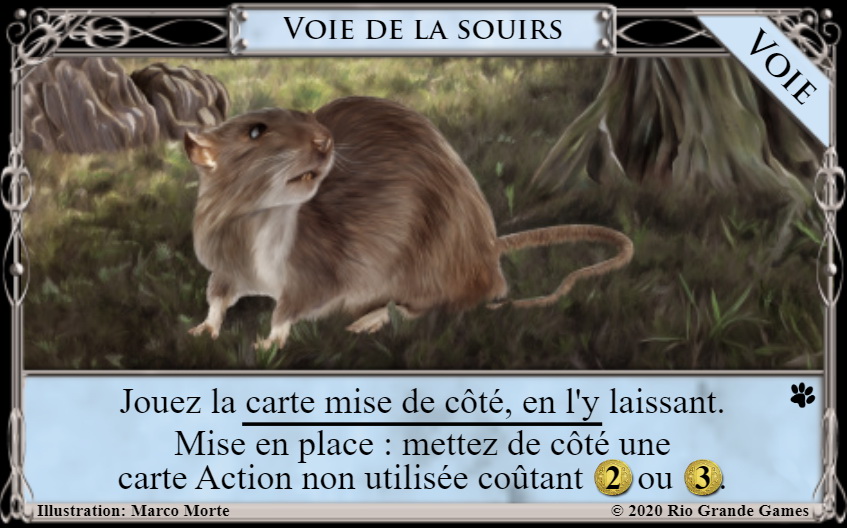 VOIE DE LA SOUIRS
VOIE
Jouez la carte mise de côté, en l'y laissant.
Mise en place : mettez de côté une
carte Action non utilisée coûtant 2 ou 3.
Illustration: Marco Morte
© 2020 Rio Grande Games